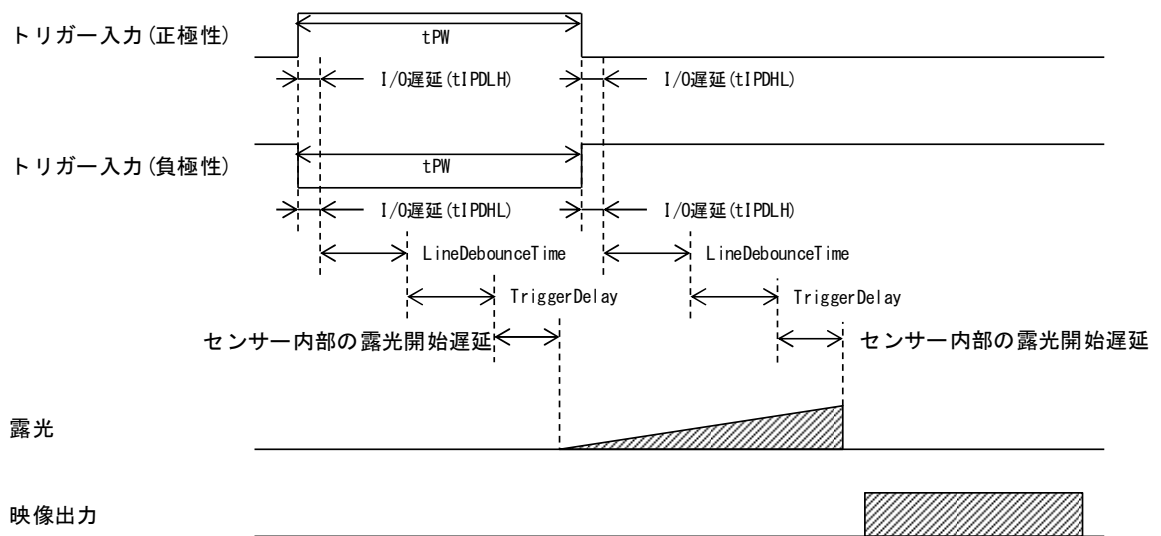 トリガー入力(正極性)
tPW
I/O遅延(tIPDLH)
I/O遅延(tIPDHL)
トリガー入力(負極性)
tPW
I/O遅延(tIPDHL)
I/O遅延(tIPDLH)
LineDebounceTime
LineDebounceTime
TriggerDelay
TriggerDelay
センサー内部の露光開始遅延
センサー内部の露光開始遅延
露光
映像出力